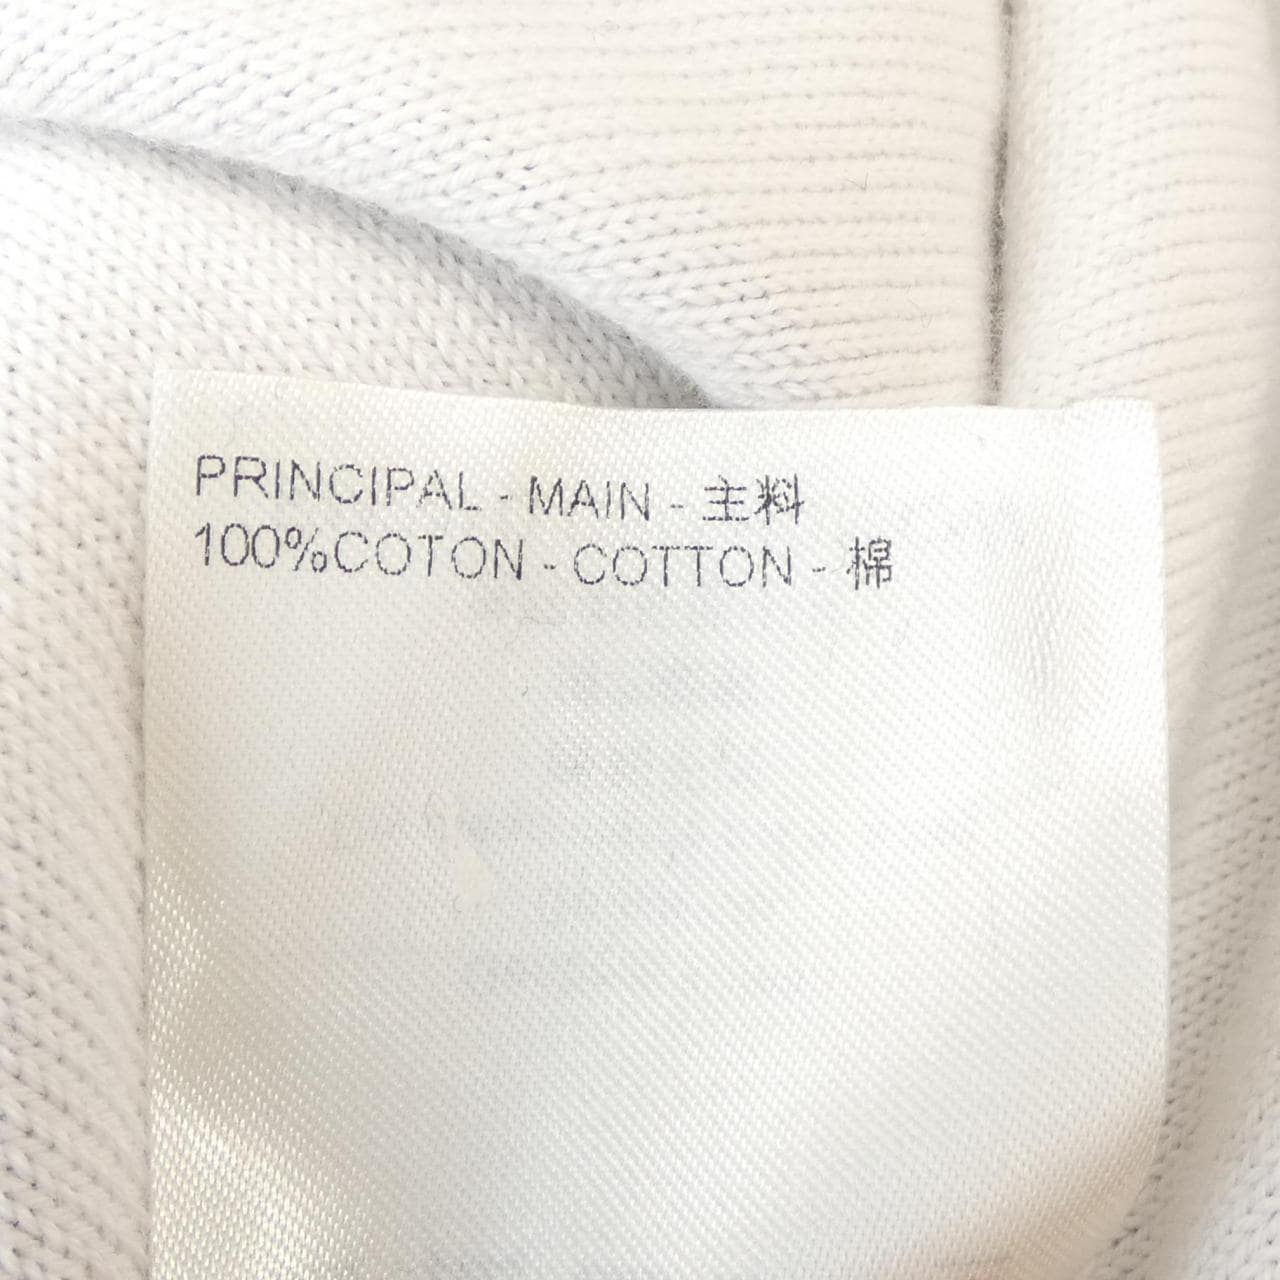 PRINCIPAL - MAIN - 主料
100%COTON - COTTON - 棉